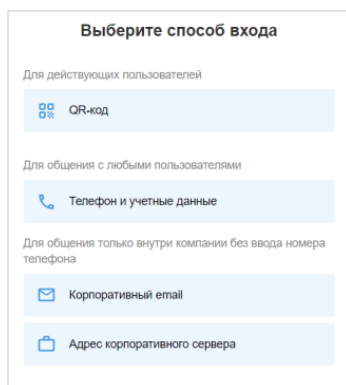 Выберите способ входа
Для действующих пользователей
QR-код
Для общения с любыми пользователями
Телефон и учетные данные
Для общения только внутри компании без ввода номера
телефона
Корпоративный email
Адрес корпоративного сервера